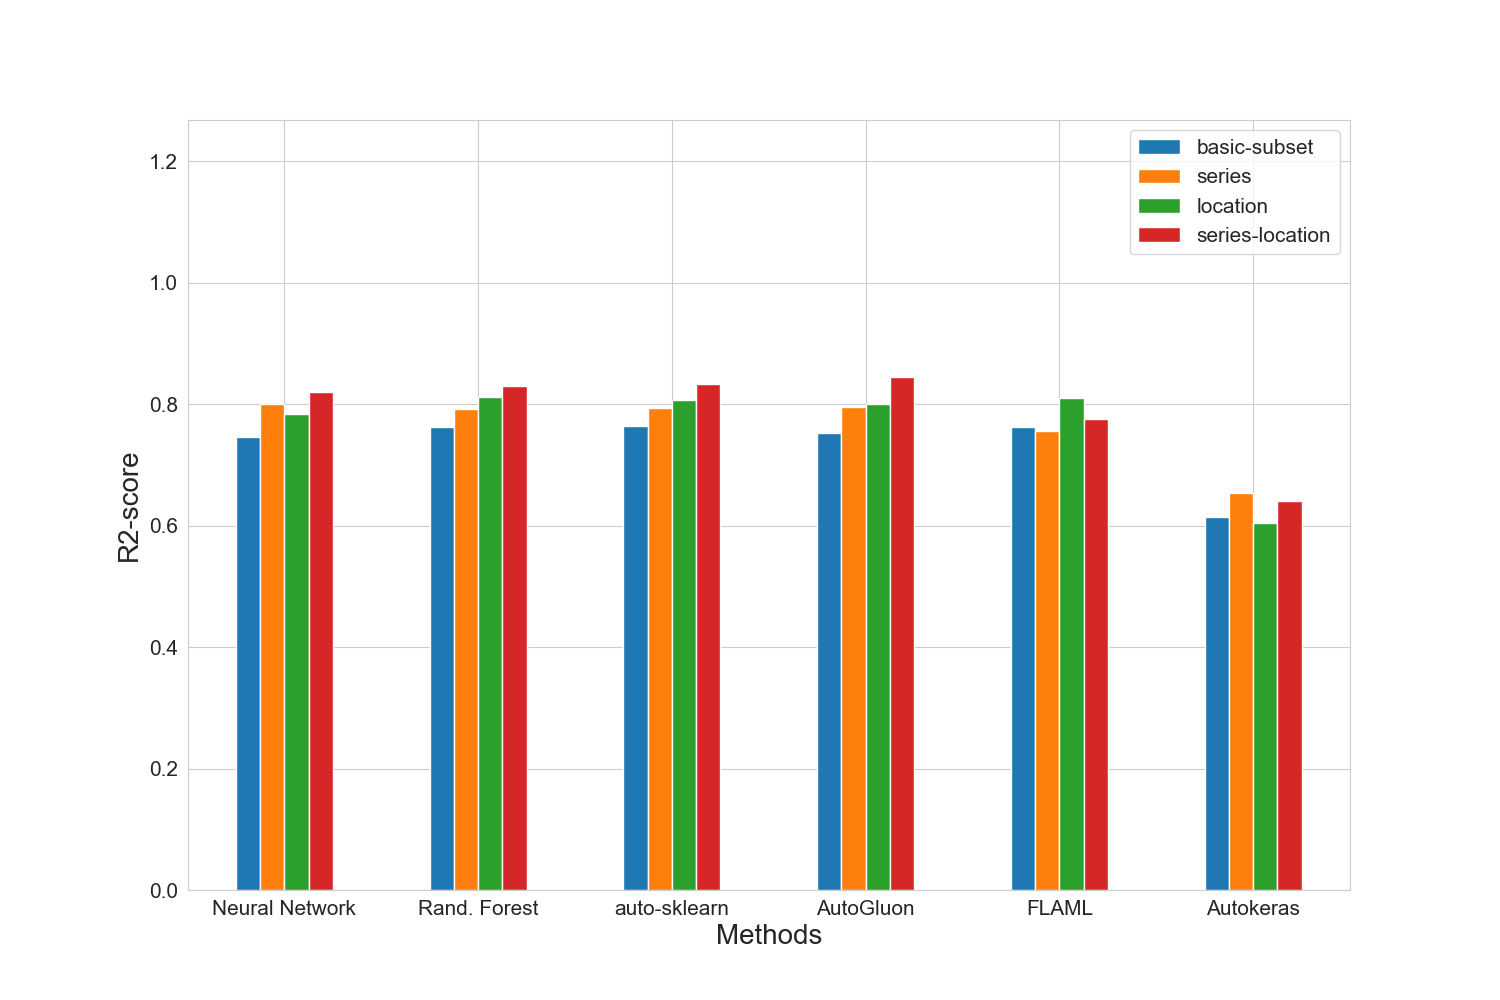 basic-subset
series
location
series-location
1.2
1.0
0.8
0.6
0.4
0.2
0.0
R2-score
Neural Network Rand. Forest auto-sklearn AutoGluon FLAML Autokeras
Methods